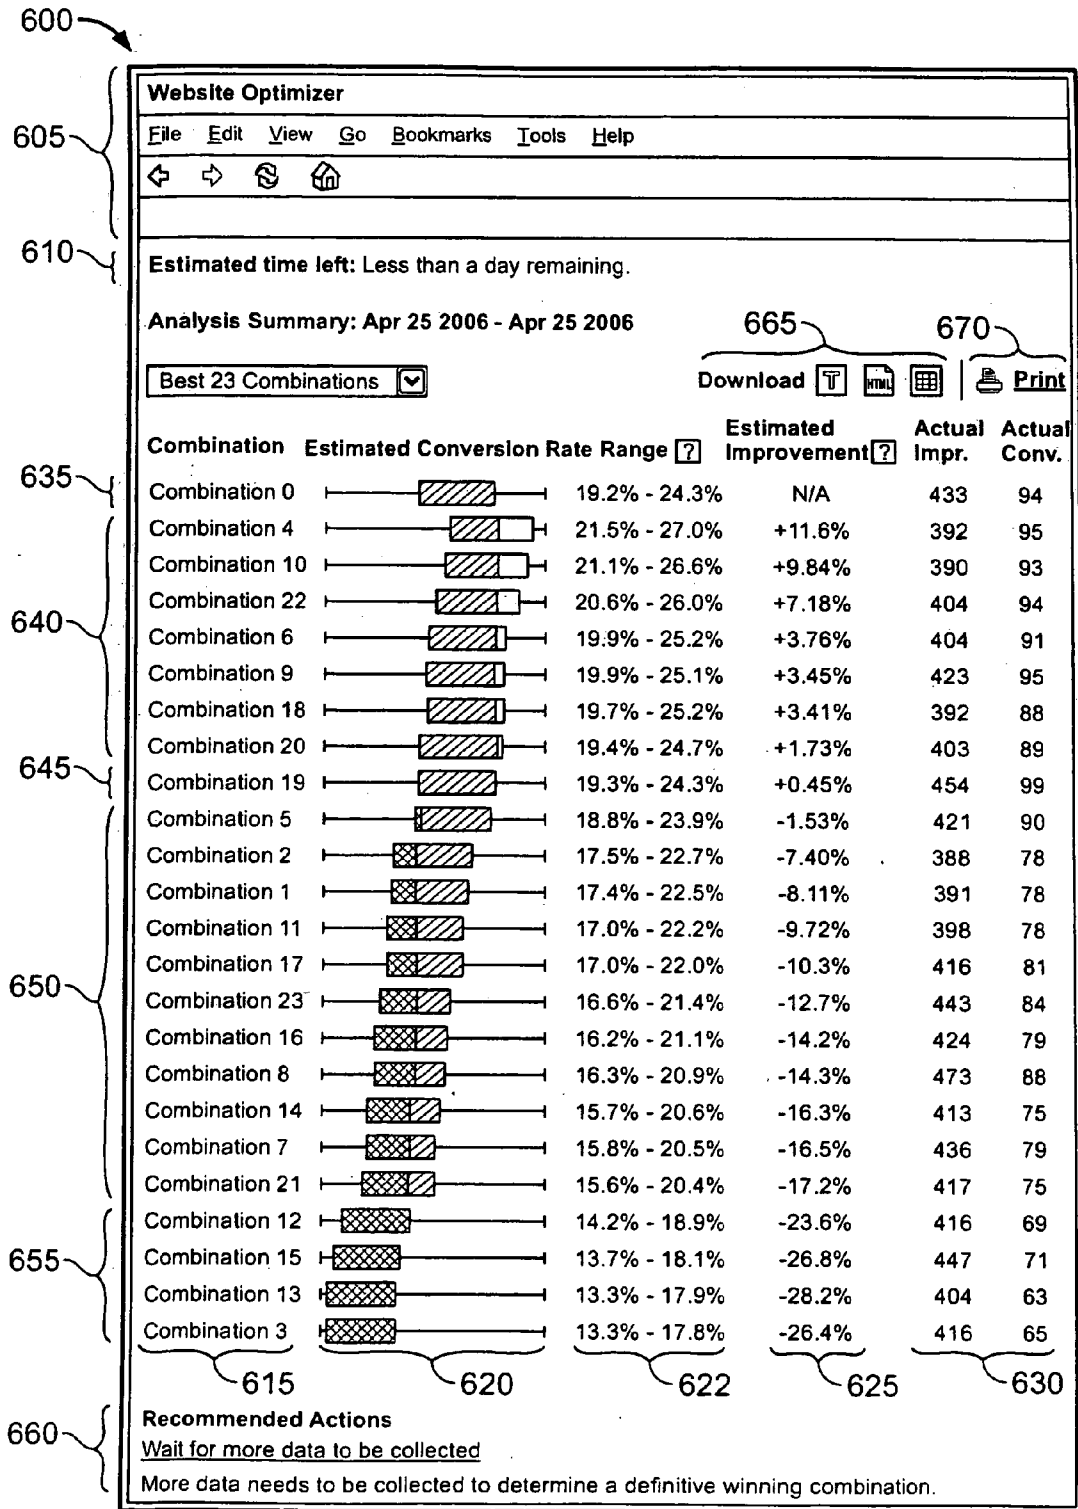 600
605
Website Optimizer
File Edit View Go Bookmarks Tools Help
610
Estimated time left: Less than a day remaining.
Analysis Summary: Apr 25 2006 - Apr 25 2006
665 670
Best 23 Combinations Download T HTML Print
Combination Estimated Conversion Rate Range ? Estimated Improvement ? Actual Impr. Actual Conv.
635
Combination 0 19.2% - 24.3% N/A 433 94
Combination 4 21.5% - 27.0% +11.6% 392 95
Combination 10 21.1% - 26.6% +9.84% 390 93
Combination 22 20.6% - 26.0% +7.18% 404 94
640
Combination 6 19.9% - 25.2% +3.76% 404 91
Combination 9 19.9% - 25.1% +3.45% 423 95
Combination 18 19.7% - 25.2% +3.41% 392 88
Combination 20 19.4% - 24.7% +1.73% 403 89
645
Combination 19 19.3% - 24.3% +0.45% 454 99
Combination 5 18.8% - 23.9% -1.53% 421 90
Combination 2 17.5% - 22.7% -7.40% 388 78
Combination 1 17.4% - 22.5% -8.11% 391 78
Combination 11 17.0% - 22.2% -9.72% 398 78
Combination 17 17.0% - 22.0% -10.3% 416 81
650
Combination 23 16.6% - 21.4% -12.7% 443 84
Combination 16 16.2% - 21.1% -14.2% 424 79
Combination 8 16.3% - 20.9% -14.3% 473 88
Combination 14 15.7% - 20.6% -16.3% 413 75
Combination 7 15.8% - 20.5% -16.5% 436 79
Combination 21 15.6% - 20.4% -17.2% 417 75
Combination 12 14.2% - 18.9% -23.6% 416 69
655
Combination 15 13.7% - 18.1% -26.8% 447 71
Combination 13 13.3% - 17.9% -28.2% 404 63
Combination 3 13.3% - 17.8% -26.4% 416 65
615 620 622 625 630
660
Recommended Actions
Wait for more data to be collected
More data needs to be collected to determine a definitive winning combination.